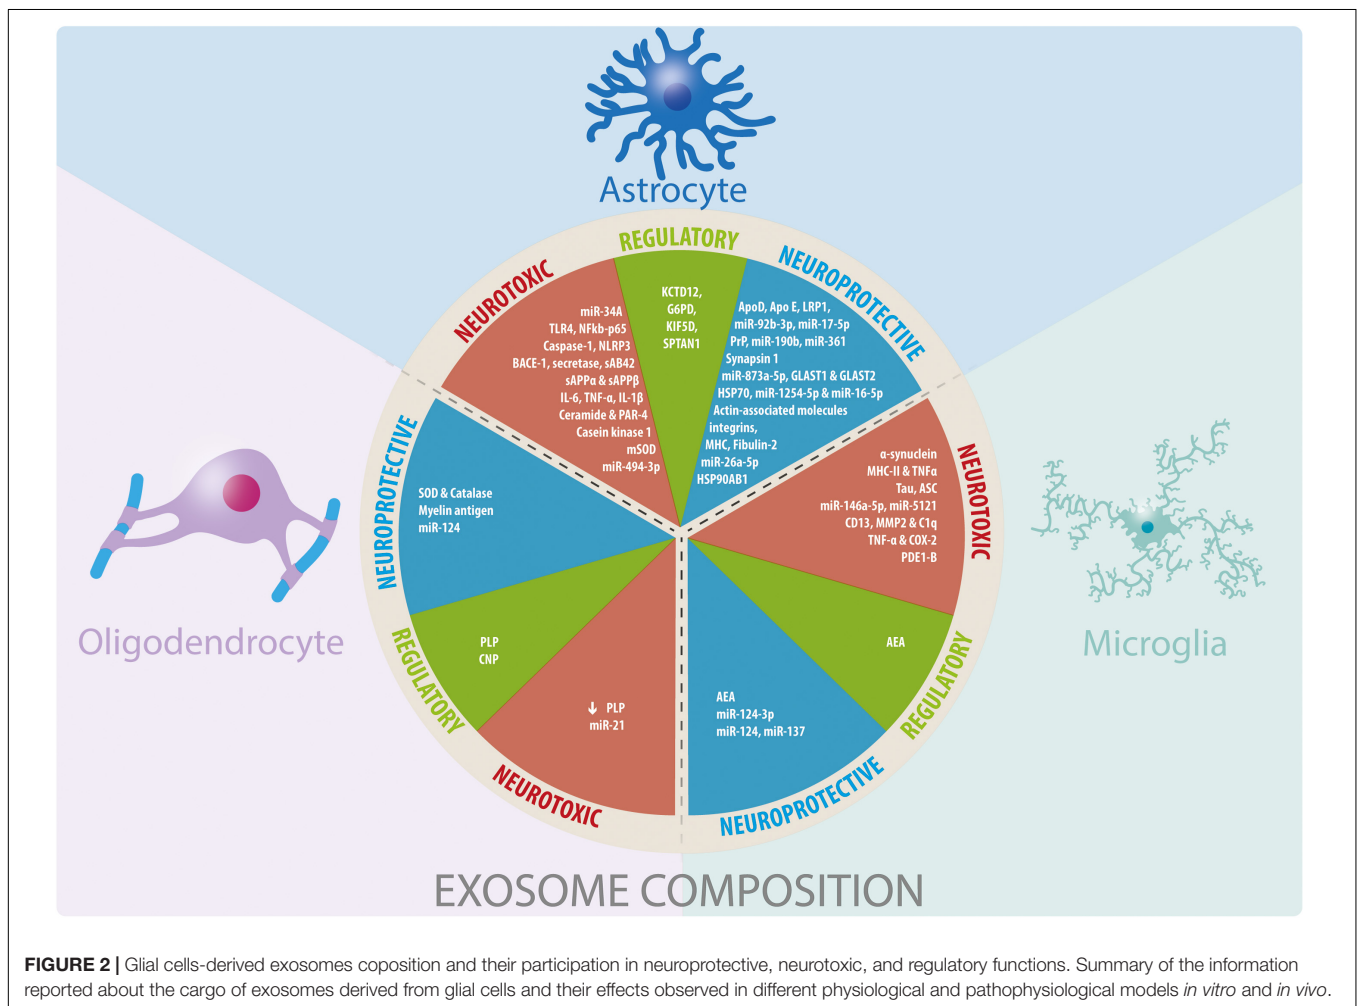 Astrocyte
REGULATORY
NEUROTOXIC
NEUROPROTECTIVE
miR-34A
TLR4, NFkb-p65
Caspase-1, NLRP3
BACE-1, secretase, sAB42
sAPPα & sAPPβ
IL-6, TNF-α, IL-1β
Ceramide & PAR-4
Casein kinase 1
mSOD
miR-494-3p
KCTD12,
G6PD,
KIF5D,
SPTAN1
ApoD, Apo E, LRP1,
miR-92b-3p, miR-17-5p
PrP, miR-190b, miR-361
Synapsin 1
miR-873a-5p, GLAST1 & GLAST2
HSP70, miR-1254-5p & miR-16-5p
Actin-associated molecules
integrins,
MHC, Fibulin-2
miR-26a-5p
HSP90AB1
NEUROPROTECTIVE
SOD & Catalase
Myelin antigen
miR-124
NEUROTOXIC
α-synuclein
MHC-II & TNFα
Tau, ASC
miR-146a-5p, miR-5121
CD13, MMP2 & C1q
TNF-α & COX-2
PDE1-B
Oligodendrocyte
Microglia
REGULATORY
PLP
CNP
AEA
REGULATORY
↓ PLP
miR-21
AEA
miR-124-3p
miR-124, miR-137
NEUROTOXIC
NEUROPROTECTIVE
EXOSOME COMPOSITION
FIGURE 2 | Glial cells-derived exosomes coposition and their participation in neuroprotective, neurotoxic, and regulatory functions. Summary of the information
reported about the cargo of exosomes derived from glial cells and their effects observed in different physiological and pathophysiological models in vitro and in vivo.